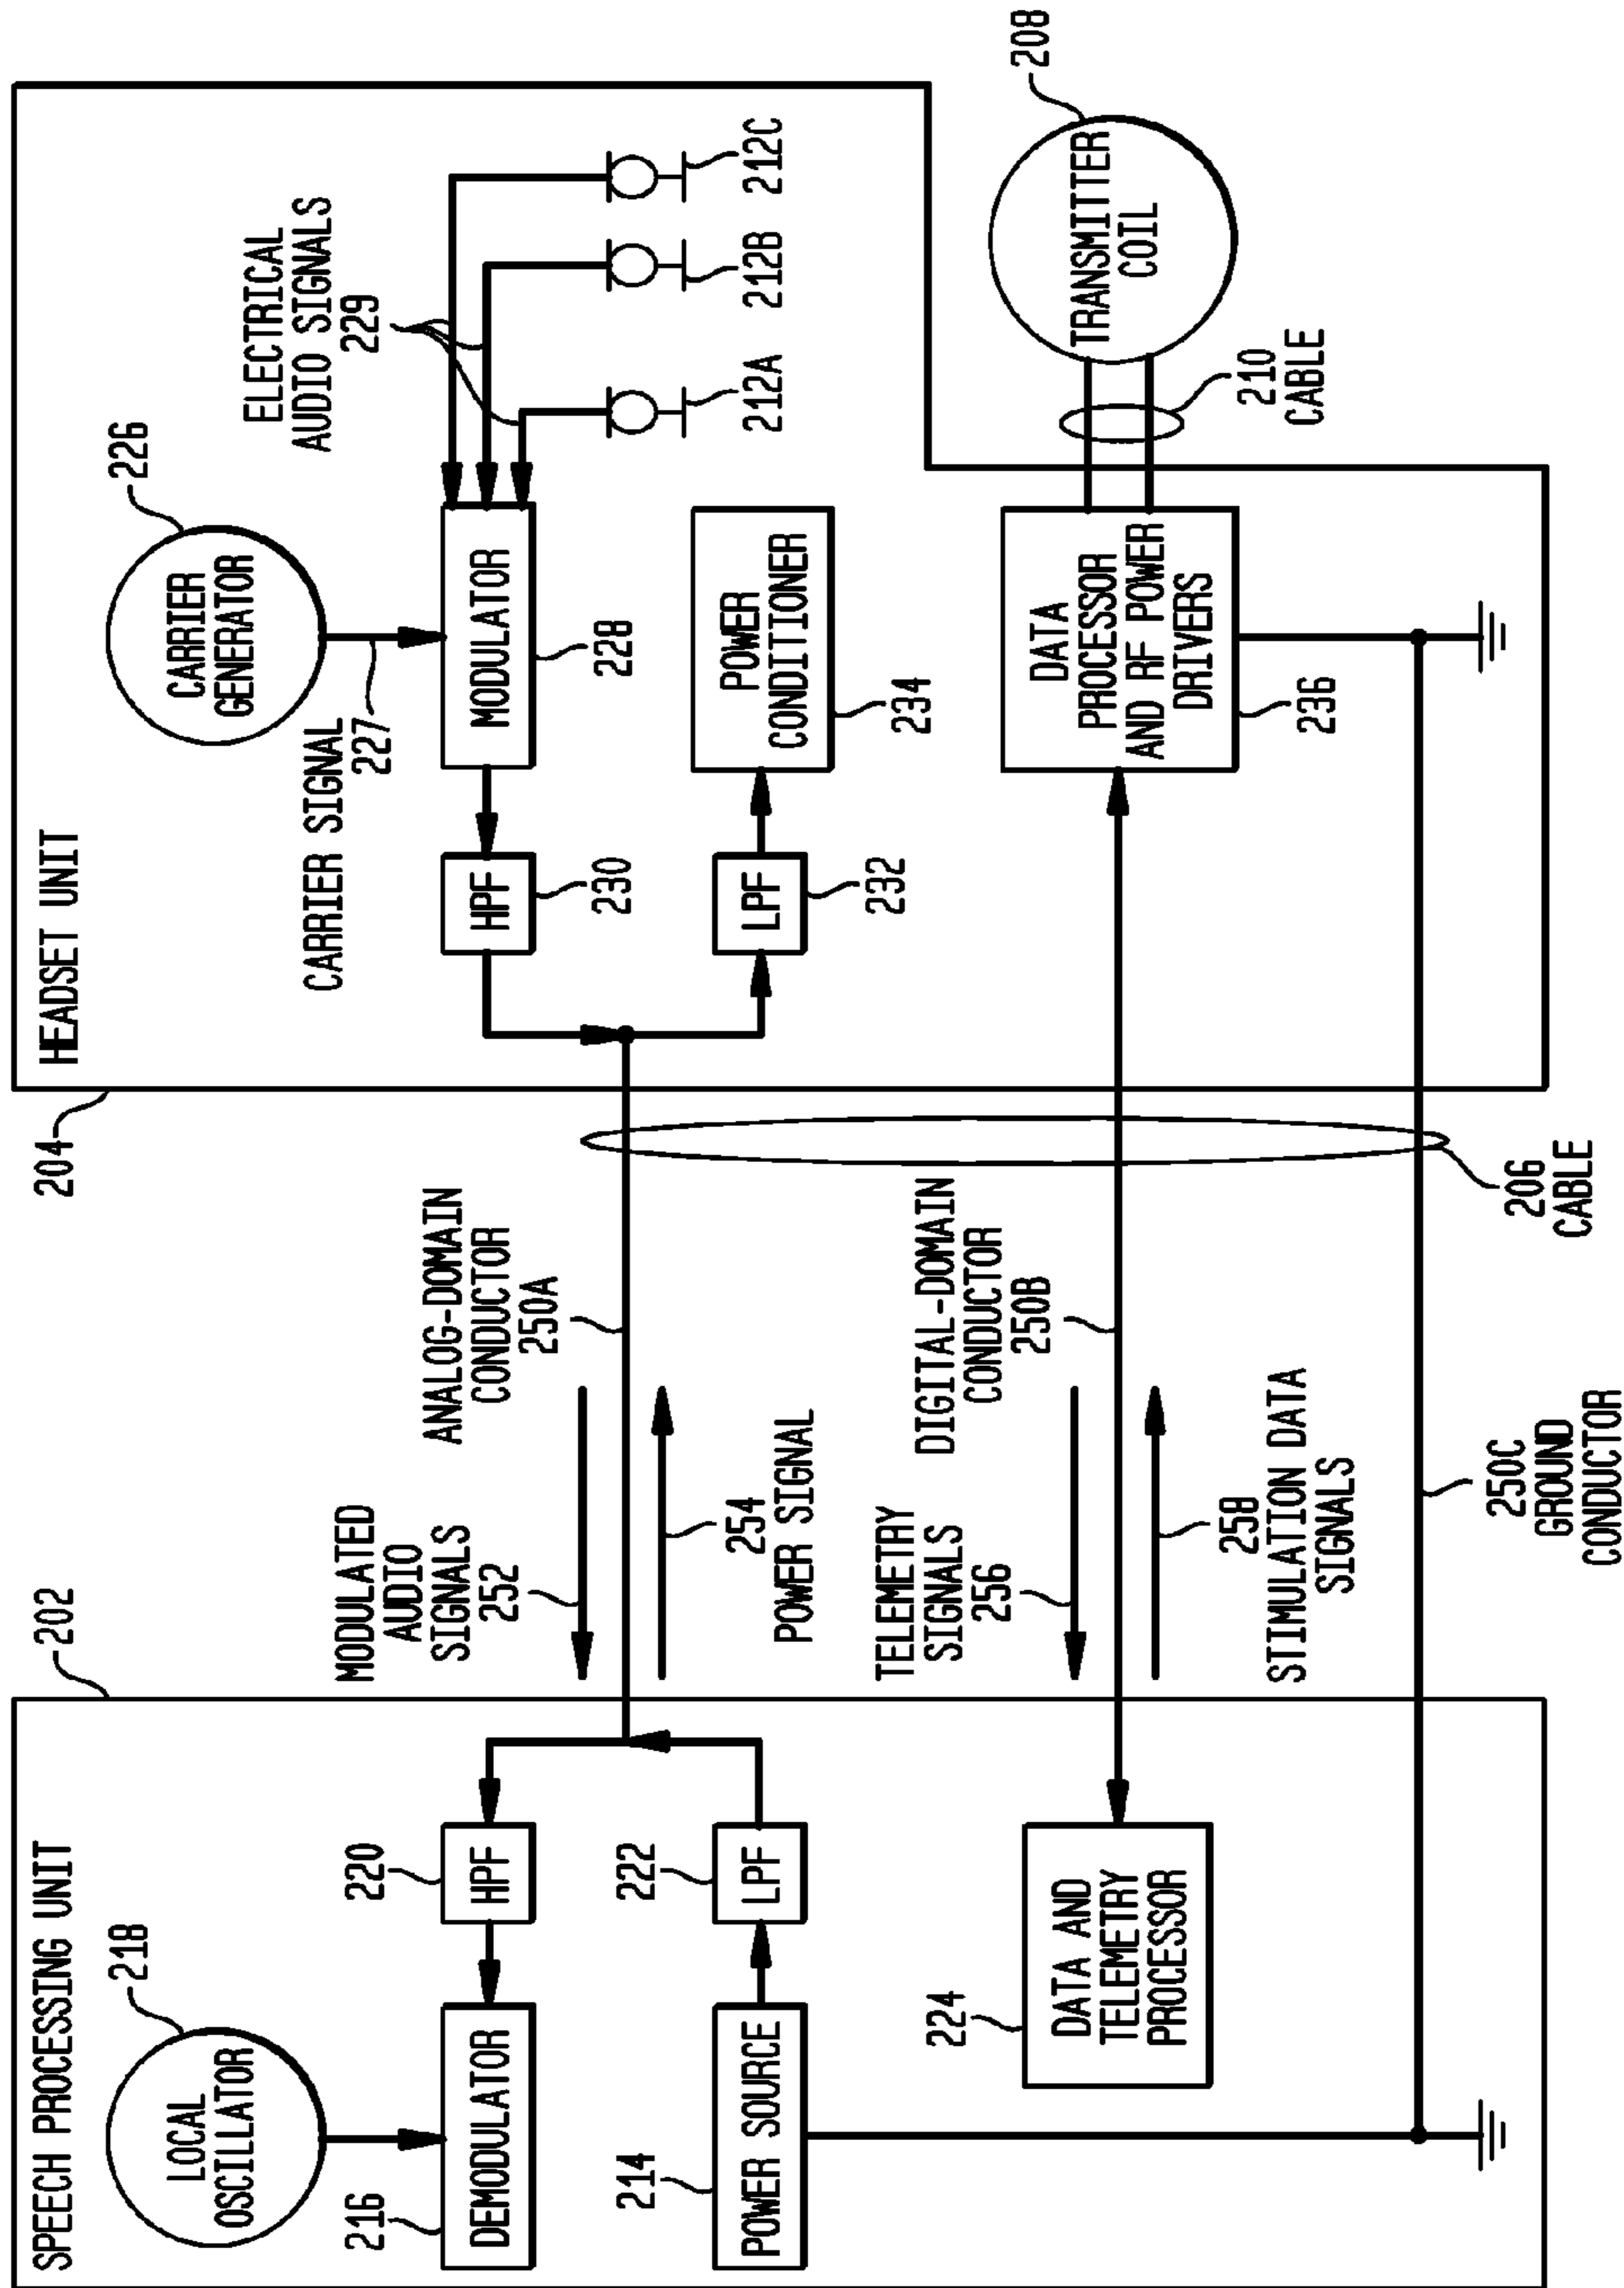 SPEECH PROCESSING UNIT
202
LOCAL
OSCILLATOR
218
DEMODULATOR
216
HPF
220
LPF
222
POWER SOURCE
214
DATA AND
TELEMETRY
PROCESSOR
224
MODULATED
AUDIO
SIGNALS
252
254
POWER SIGNAL
ANALOG-DOMAIN
CONDUCTOR
250A
TELEMETRY
SIGNALS
256
258
STIMULATION DATA
SIGNALS
DIGITAL-DOMAIN
CONDUCTOR
250B
250C
GROUND
CONDUCTOR
206
CABLE
204
HEADSET UNIT
CARRIER SIGNAL
227
CARRIER
GENERATOR
226
HPF
230
MODULATOR
228
ELECTRICAL
AUDIO SIGNALS
229
212A
212B
212C
LPF
232
POWER
CONDITIONER
234
DATA
PROCESSOR
AND RF POWER
DRIVERS
236
210
CABLE
TRANSMITTER
COIL
208